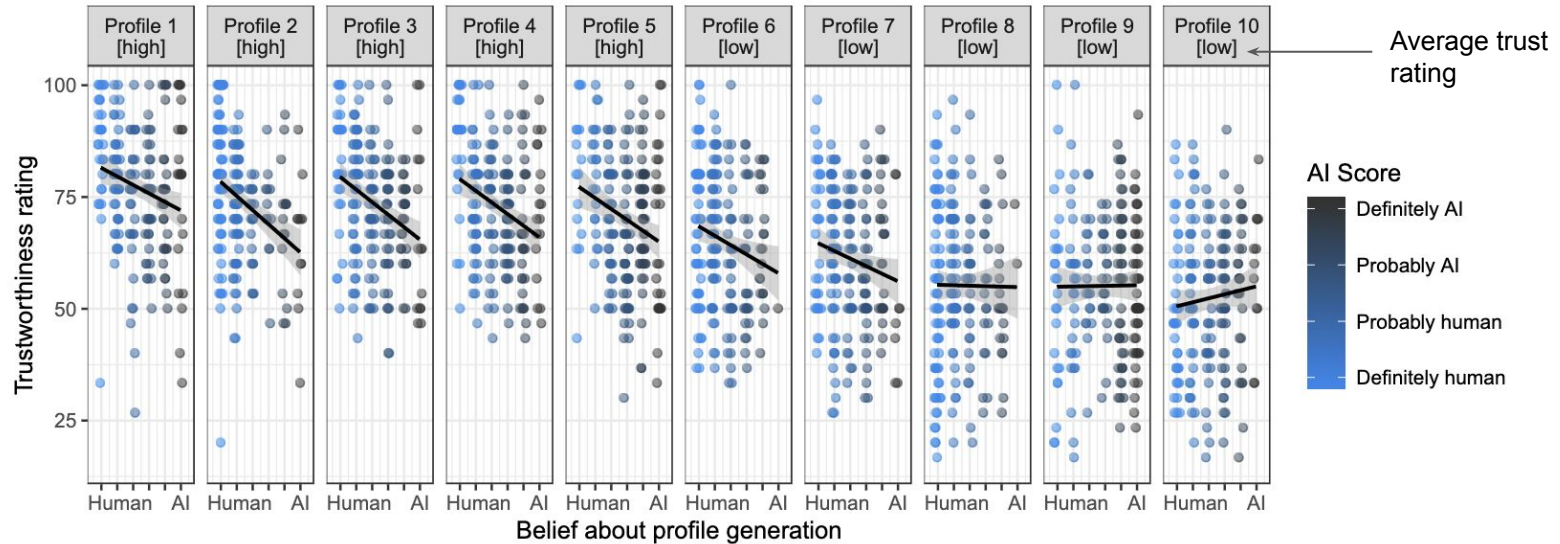 Profile 1
[high]
Profile 2
[high]
Profile 3
[high]
Profile 4
[high]
Profile 5
[high]
Profile 6
[low]
Profile 7
[low]
Profile 8
[low]
Profile 9
[low]
Profile 10
[low]
Average trust
rating
Trustworthiness rating
100
75
50
25
Human AI
Human AI
Human AI
Human AI
Human AI
Human AI
Human AI
Human AI
Human AI
Human AI
Belief about profile generation
AI Score
Definitely AI
Probably AI
Probably human
Definitely human